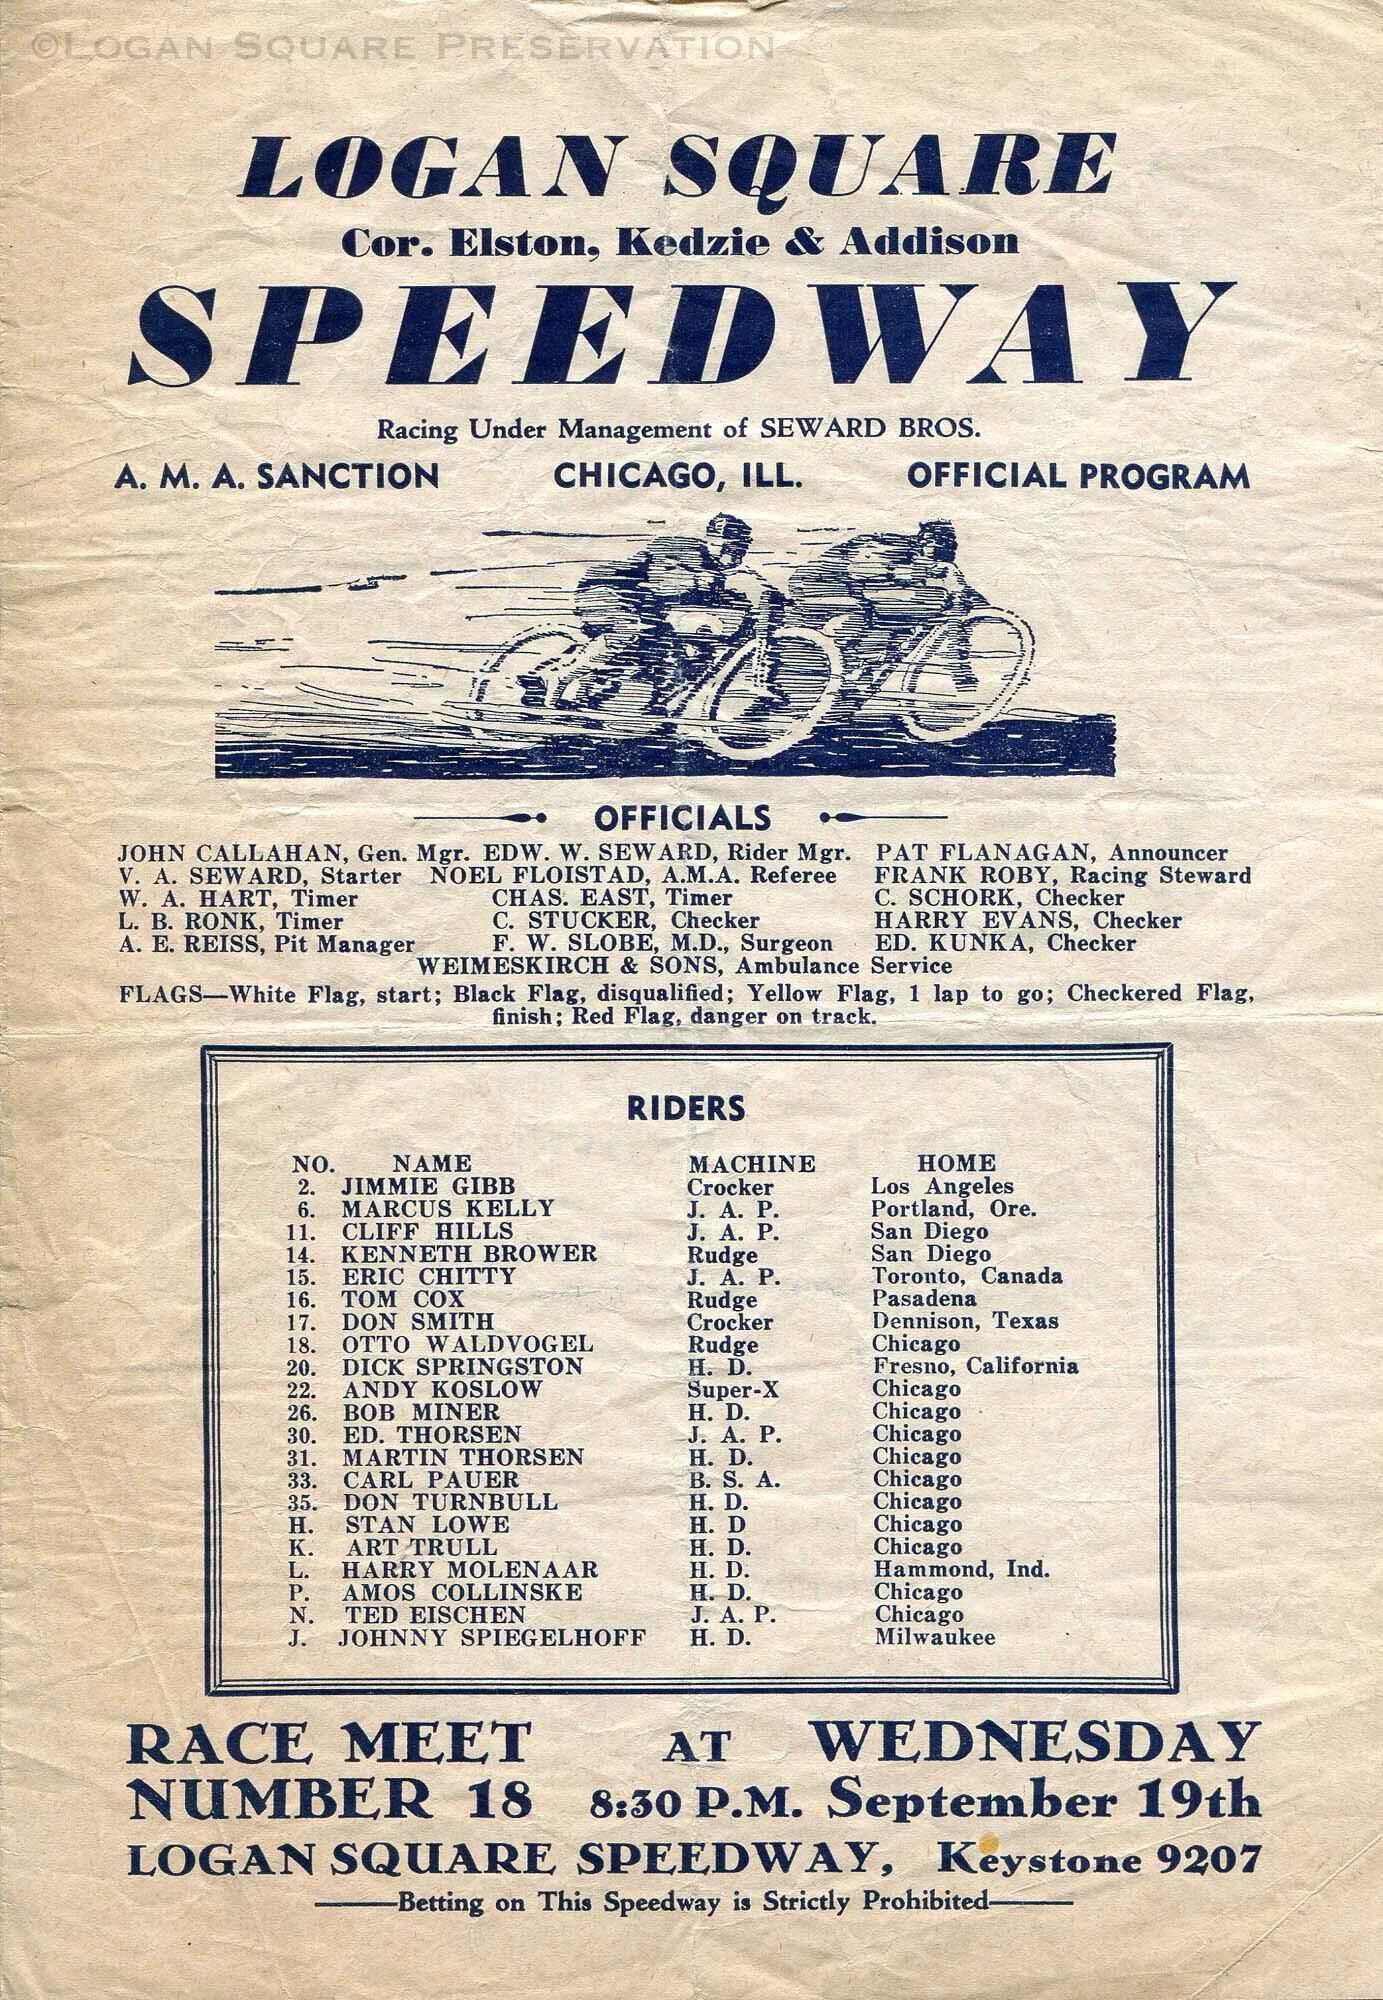 ©LOGAN SQUARE PRESERVATION
LOGAN SQUARE
Cor. Elston, Kedzie & Addison
SPEEDWAY
Racing Under Management of SEWARD BROS.
A. M. A. SANCTION CHICAGO, ILL. OFFICIAL PROGRAM
OFFICIALS
JOHN CALLAHAN, Gen. Mgr. EDW. W. SEWARD, Rider Mgr. PAT FLANAGAN, Announcer
V. A. SEWARD, Starter NOEL FLOISTAD, A.M.A. Referee FRANK ROBY, Racing Steward
W. A. HART, Timer CHAS. EAST, Timer C. SCHORK, Checker
L. B. RONK, Timer C. STUCKER, Checker HARRY EVANS, Checker
A. E. REISS, Pit Manager F. W. SLOBE, M.D., Surgeon ED. KUNKA, Checker
WEIMESKIRCH & SONS, Ambulance Service
FLAGS—White Flag, start; Black Flag, disqualified; Yellow Flag, 1 lap to go; Checkered Flag,
finish; Red Flag, danger on track.
RIDERS
NO. NAME MACHINE HOME
2. JIMMIE GIBB Crocker Los Angeles
6. MARCUS KELLY J. A. P. Portland, Ore.
11. CLIFF HILLS J. A. P. San Diego
14. KENNETH BROWER Rudge San Diego
15. ERIC CHITTY J. A. P. Toronto, Canada
16. TOM COX Rudge Pasadena
17. DON SMITH Crocker Dennison, Texas
18. OTTO WALDVOGEL Rudge Chicago
20. DICK SPRINGSTON H. D. Fresno, California
22. ANDY KOSLOW Super-X Chicago
26. BOB MINER H. D. Chicago
30. ED. THORSEN J. A. P. Chicago
31. MARTIN THORSEN H. D. Chicago
33. CARL PAUER B. S. A. Chicago
35. DON TURNBULL H. D. Chicago
H. STAN LOWE H. D Chicago
K. ART TRULL H. D. Chicago
L. HARRY MOLENAAR H. D. Hammond, Ind.
P. AMOS COLLINSKE H. D. Chicago
N. TED EISCHEN J. A. P. Chicago
J. JOHNNY SPIEGELHOFF H. D. Milwaukee
RACE MEET AT WEDNESDAY
NUMBER 18 8:30 P.M. September 19th
LOGAN SQUARE SPEEDWAY, Keystone 9207
Betting on This Speedway is Strictly Prohibited